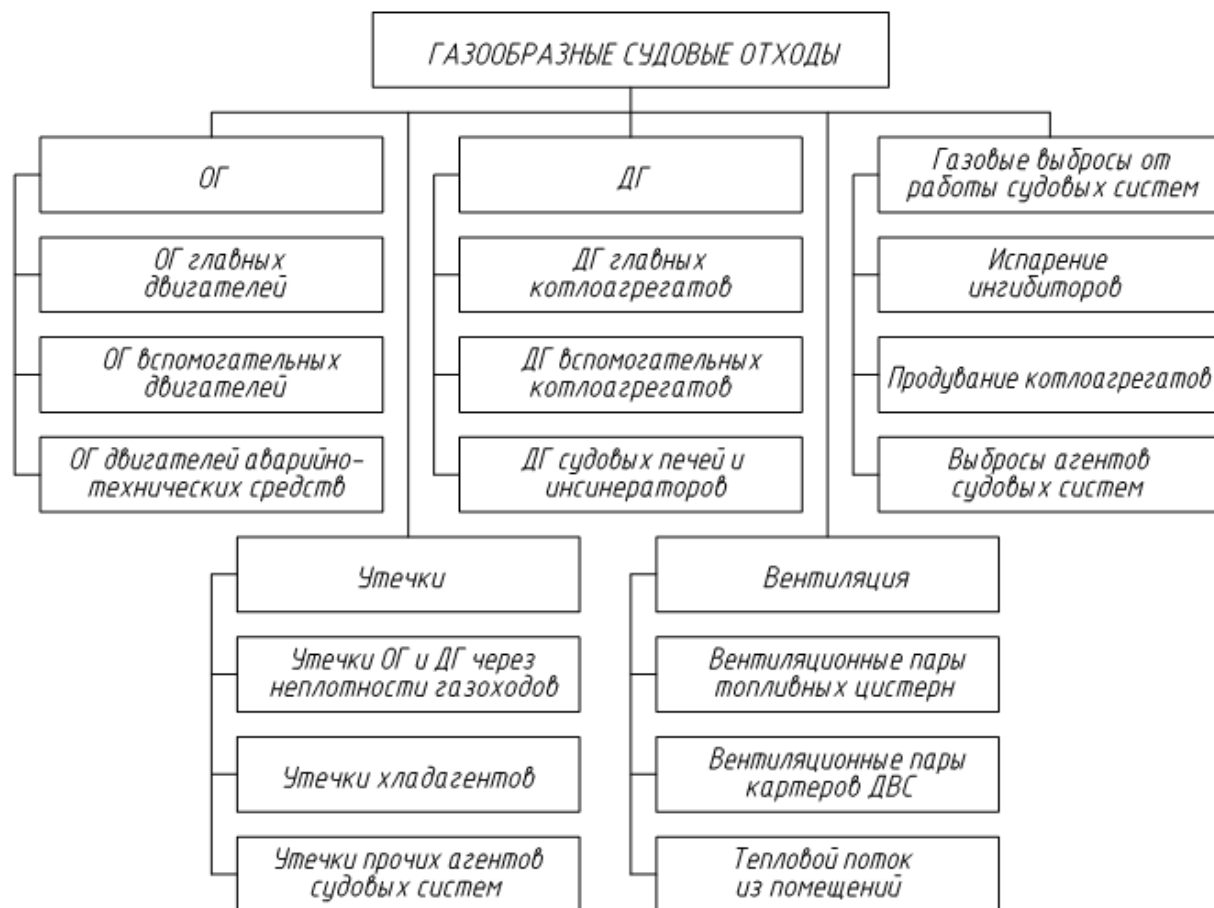 ГАЗООБРАЗНЫЕ СУДОВЫЕ ОТХОДЫ
ОГ
ОГ главных
двигателей
ОГ вспомогательных
двигателей
ОГ двигателей аварийно-
технических средств
ДГ
ДГ главных
котлоагрегатов
ДГ вспомогательных
котлоагрегатов
ДГ судовых печей и
инсинераторов
Газовые выбросы от
работы судовых систем
Испарение
ингибиторов
Продувание котлоагрегатов
Выбросы агентов
судовых систем
Утечки
Утечки ОГ и ДГ через
неплотности газоходов
Утечки хладагентов
Утечки прочих агентов
судовых систем
Вентиляция
Вентиляционные пары
топливных цистерн
Вентиляционные пары
картеров ДВС
Тепловой поток
из помещений